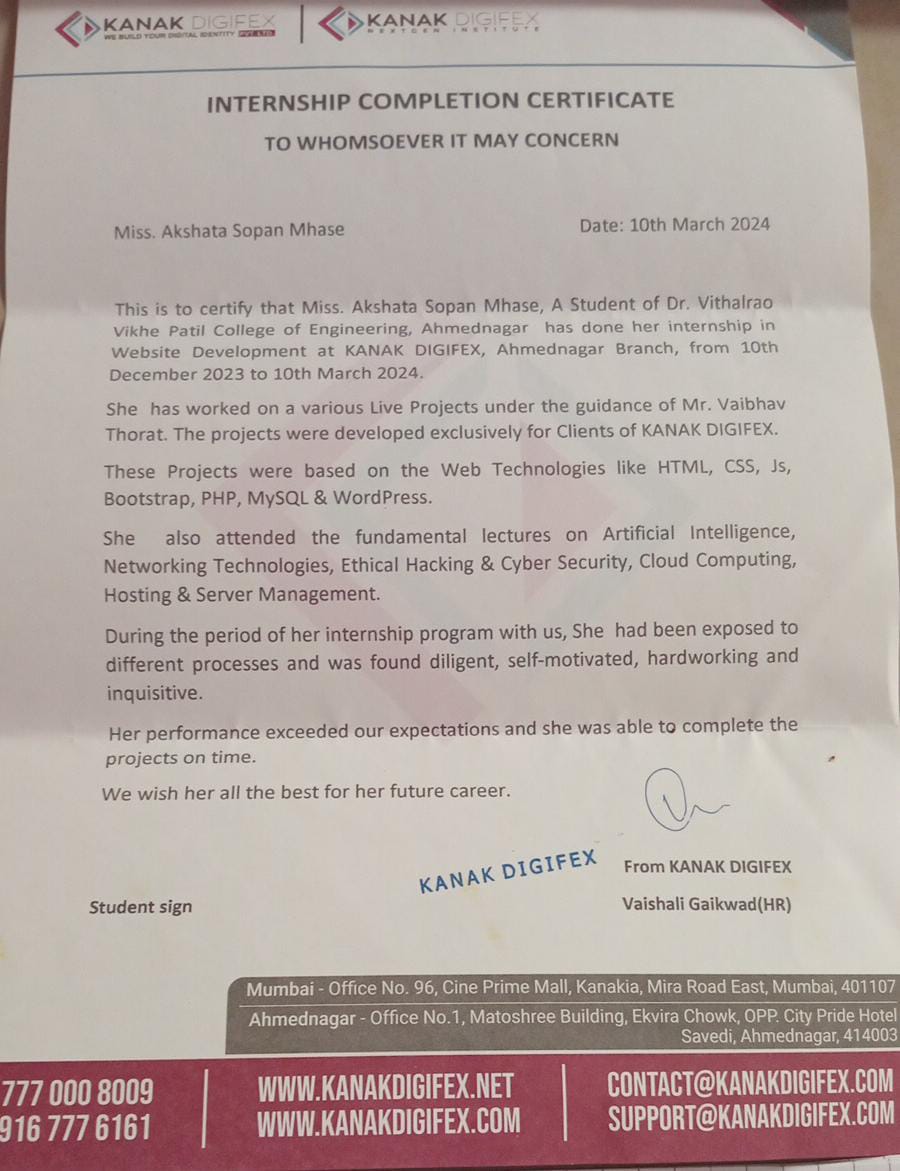 KANAK DIGIFEX
WE BUILD YOUR DIGITAL IDENTITY PVT. LTD.
KANAK DIGIFEX
NEXTGEN INSTITUTE
INTERNSHIP COMPLETION CERTIFICATE
TO WHOMSOEVER IT MAY CONCERN
Miss. Akshata Sopan Mhase
Date: 10th March 2024
This is to certify that Miss. Akshata Sopan Mhase, A Student of Dr. Vithalrao
Vikhe Patil College of Engineering, Ahmednagar has done her internship in
Website Development at KANAK DIGIFEX, Ahmednagar Branch, from 10th
December 2023 to 10th March 2024.
She has worked on a various Live Projects under the guidance of Mr. Vaibhav
Thorat. The projects were developed exclusively for Clients of KANAK DIGIFEX.
These Projects were based on the Web Technologies like HTML, CSS, Js,
Bootstrap, PHP, MySQL & WordPress.
She also attended the fundamental lectures on Artificial Intelligence,
Networking Technologies, Ethical Hacking & Cyber Security, Cloud Computing,
Hosting & Server Management.
During the period of her internship program with us, She had been exposed to
different processes and was found diligent, self-motivated, hardworking and
inquisitive.
Her performance exceeded our expectations and she was able to complete the
projects on time.
We wish her all the best for her future career.
KANAK DIGIFEX
From KANAK DIGIFEX
Student sign
Vaishali Gaikwad(HR)
Mumbai - Office No. 96, Cine Prime Mall, Kanakia, Mira Road East, Mumbai, 401107
Ahmednagar - Office No.1, Matoshree Building, Ekvira Chowk, OPP. City Pride Hotel
Savedi, Ahmednagar, 414003
777 000 8009
916 777 6161
WWW.KANAKDIGIFEX.NET
WWW.KANAKDIGIFEX.COM
CONTACT@KANAKDIGIFEX.COM
SUPPORT@KANAKDIGIFEX.COM